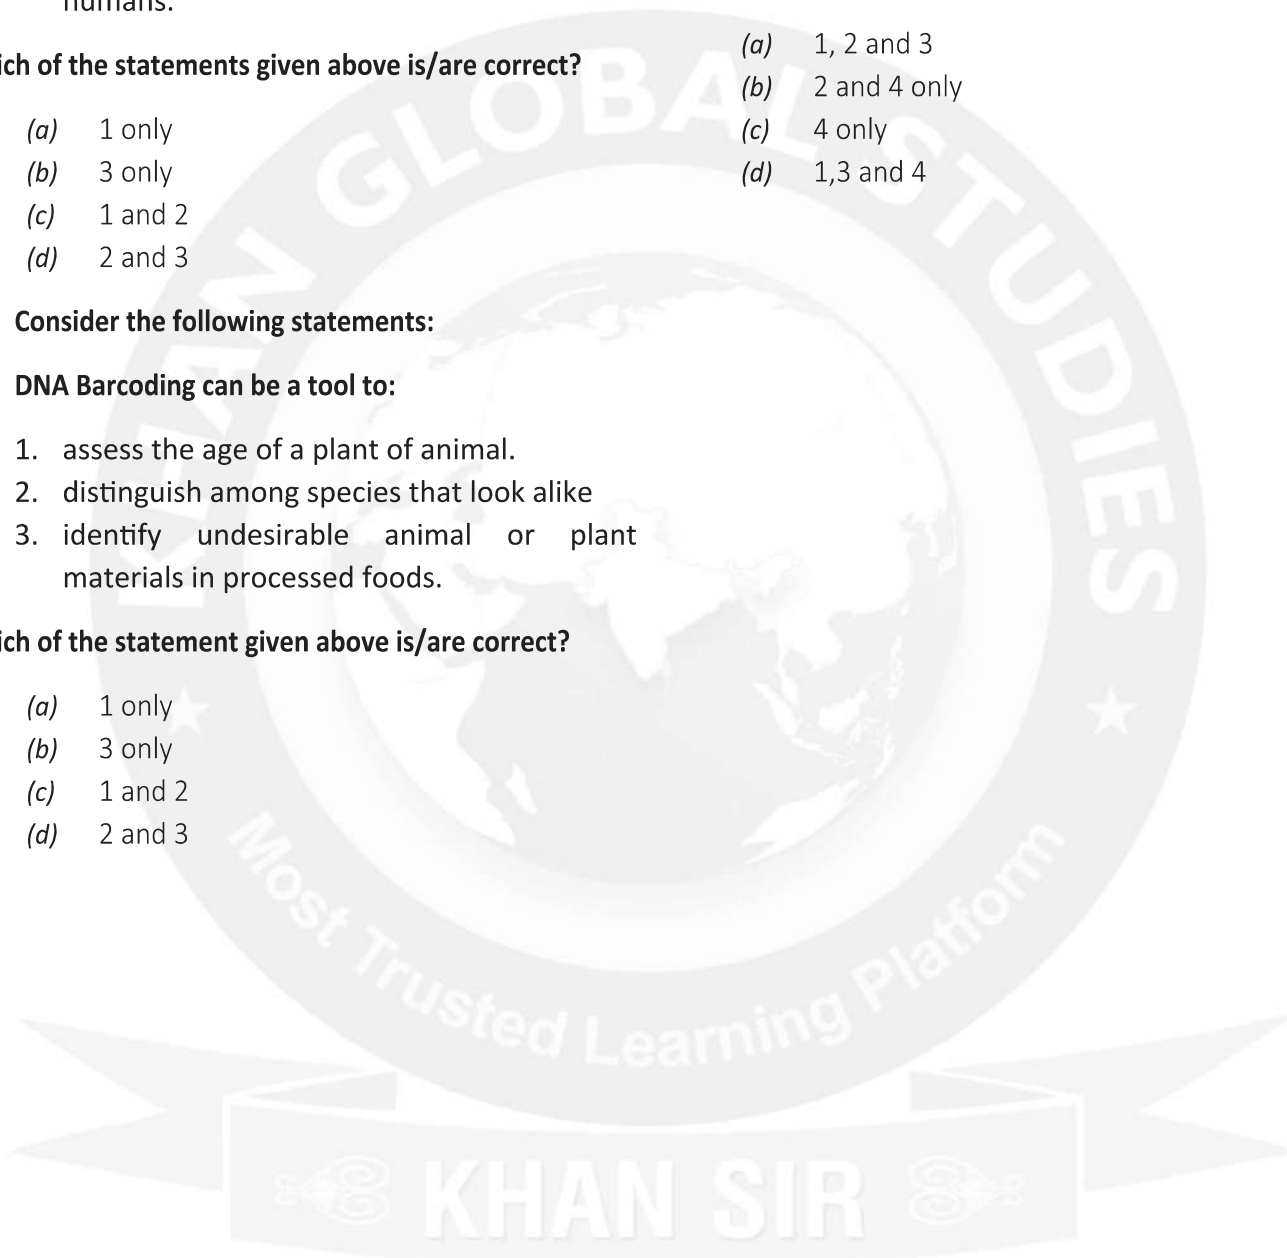 humans.
ich of the statements given above is/are correct?
(a) 1 only
(b) 3 only
(c) 1 and 2
(d) 2 and 3
Consider the following statements:
DNA Barcoding can be a tool to:
1. assess the age of a plant of animal.
2. distinguish among species that look alike
3. identify undesirable animal or plant
materials in processed foods.
ich of the statement given above is/are correct?
(a) 1 only
(b) 3 only
(c) 1 and 2
(d) 2 and 3
(a) 1, 2 and 3
(b) 2 and 4 only
(c) 4 only
(d) 1,3 and 4
KHAN GLOBAL STUDIES
Most Trusted Learning Platform
KHAN SIR